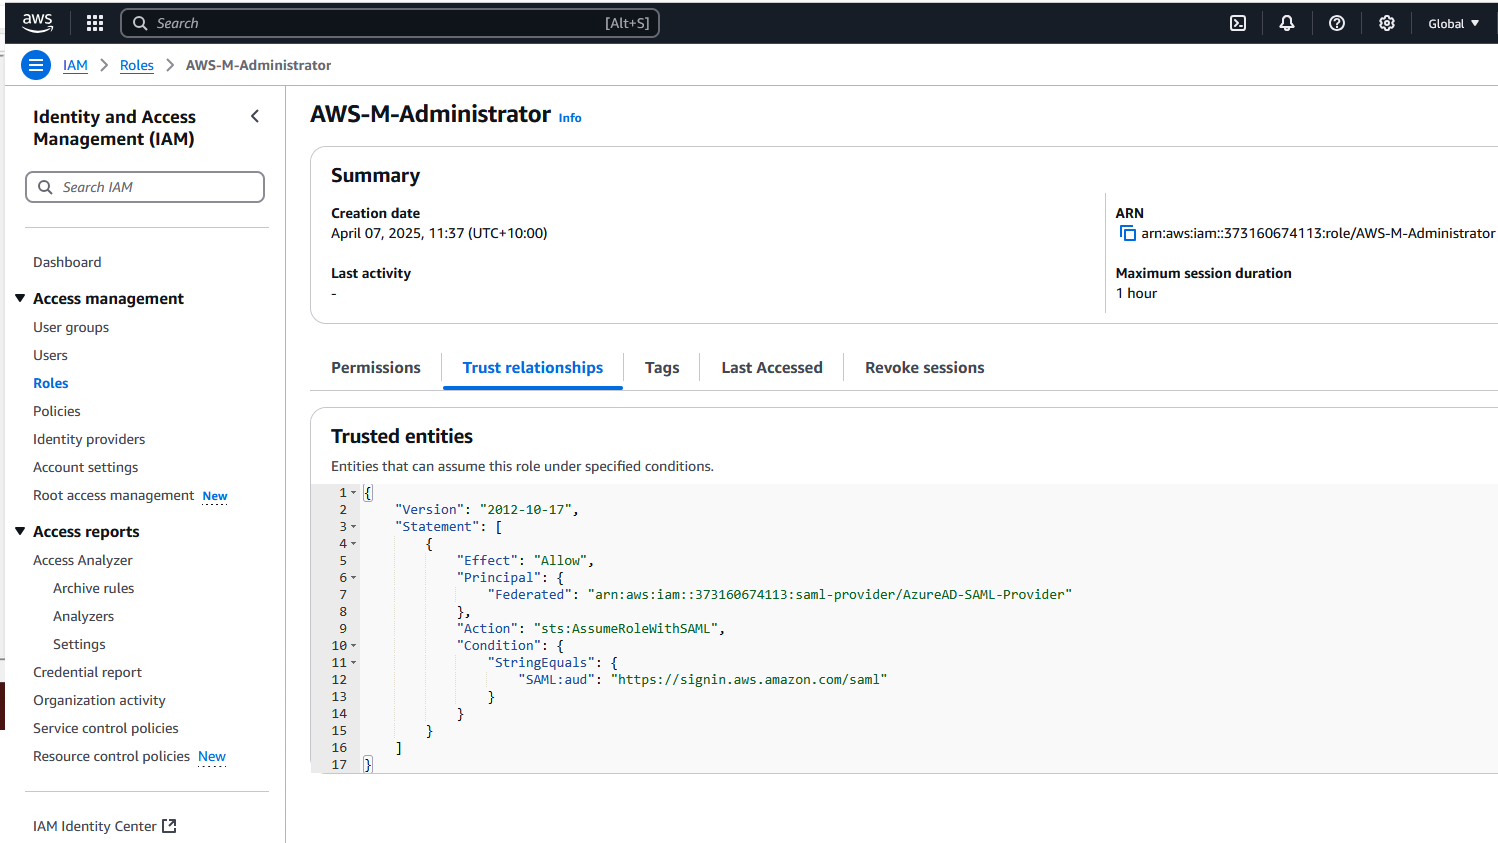 aws
Search [Alt+S]
Global
IAM Roles AWS-M-Administrator
Identity and Access
Management (IAM)
Search IAM
Dashboard
Access management
User groups
Users
Roles
Policies
Identity providers
Account settings
Root access management New
Access reports
Access Analyzer
Archive rules
Analyzers
Settings
Credential report
Organization activity
Service control policies
Resource control policies New
IAM Identity Center
AWS-M-Administrator Info
Summary
Creation date
April 07, 2025, 11:37 (UTC+10:00)
Last activity
-
ARN
arn:aws:iam::373160674113:role/AWS-M-Administrator
Maximum session duration
1 hour
Permissions Trust relationships Tags Last Accessed Revoke sessions
Trusted entities
Entities that can assume this role under specified conditions.
1 {
2 "Version": "2012-10-17",
3 "Statement": [
4 {
5 "Effect": "Allow",
6 "Principal": {
7 "Federated": "arn:aws:iam::373160674113:saml-provider/AzureAD-SAML-Provider"
8 },
9 "Action": "sts:AssumeRoleWithSAML",
10 "Condition": {
11 "StringEquals": {
12 "SAML:aud": "https://signin.aws.amazon.com/saml"
13 }
14 }
15 }
16 ]
17 }